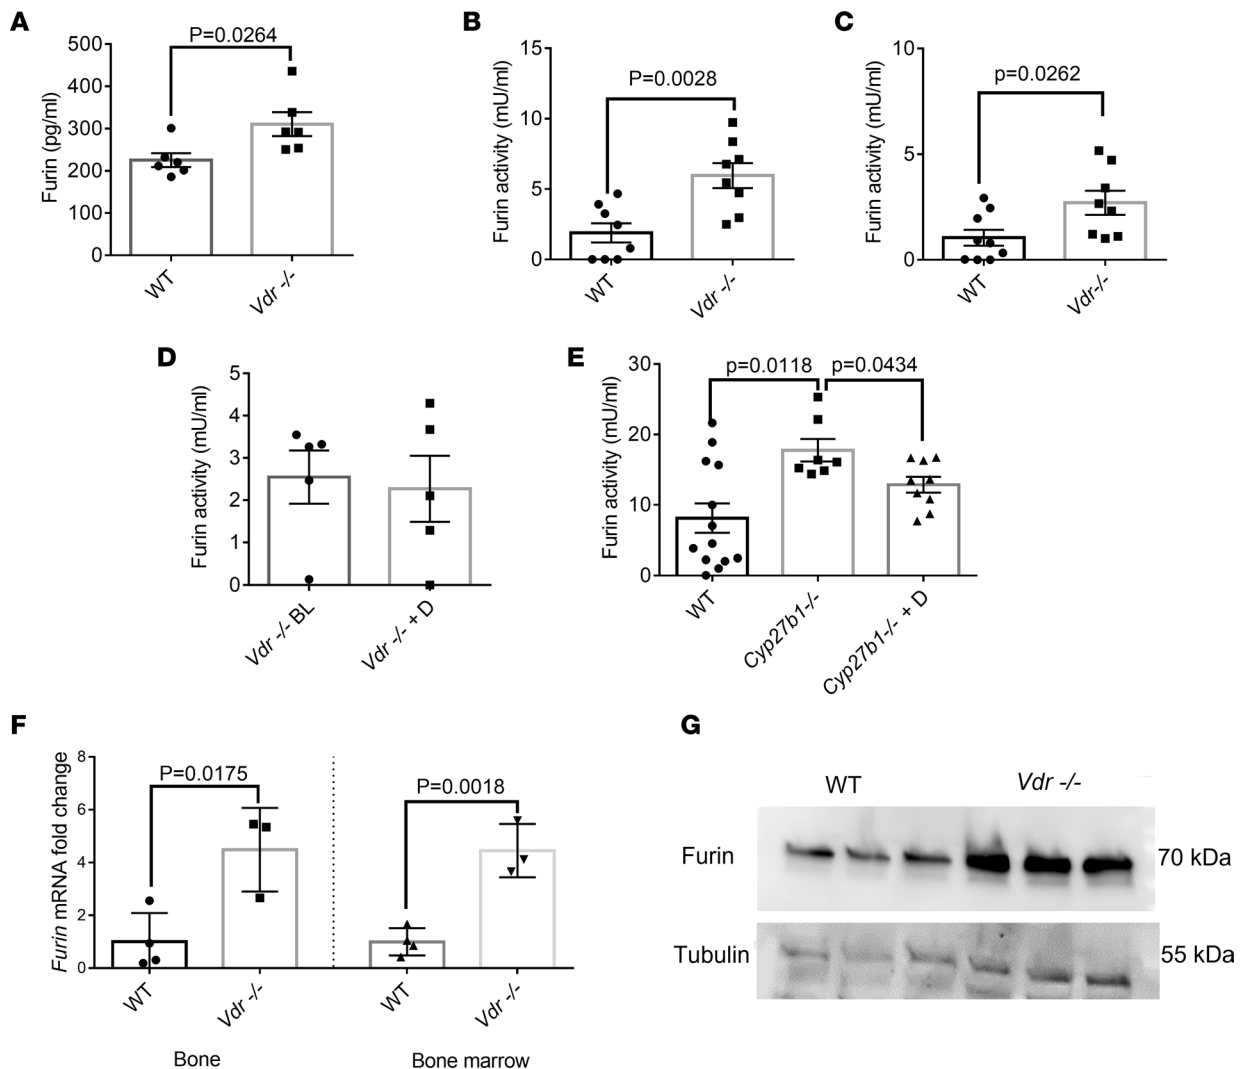 A
P=0.0264
Furin (pg/ml)
500
400
300
200
100
0
WT
Vdr -/-
B
P=0.0028
Furin activity (mU/ml)
15
10
5
0
WT
Vdr -/-
C
p=0.0262
Furin activity (mU/ml)
10
5
0
WT
Vdr-/-
D
Furin activity (mU/ml)
5
4
3
2
1
0
Vdr -/- BL
Vdr -/- + D
E
p=0.0118
p=0.0434
Furin activity (mU/ml)
30
20
10
0
WT
Cyp27b1-/-
Cyp27b1-/- + D
F
Furin mRNA fold change
8
6
4
2
0
P=0.0175
P=0.0018
WT
Vdr -/-
WT
Vdr -/-
Bone
Bone marrow
G
WT
Vdr -/-
Furin
70 kDa
Tubulin
55 kDa